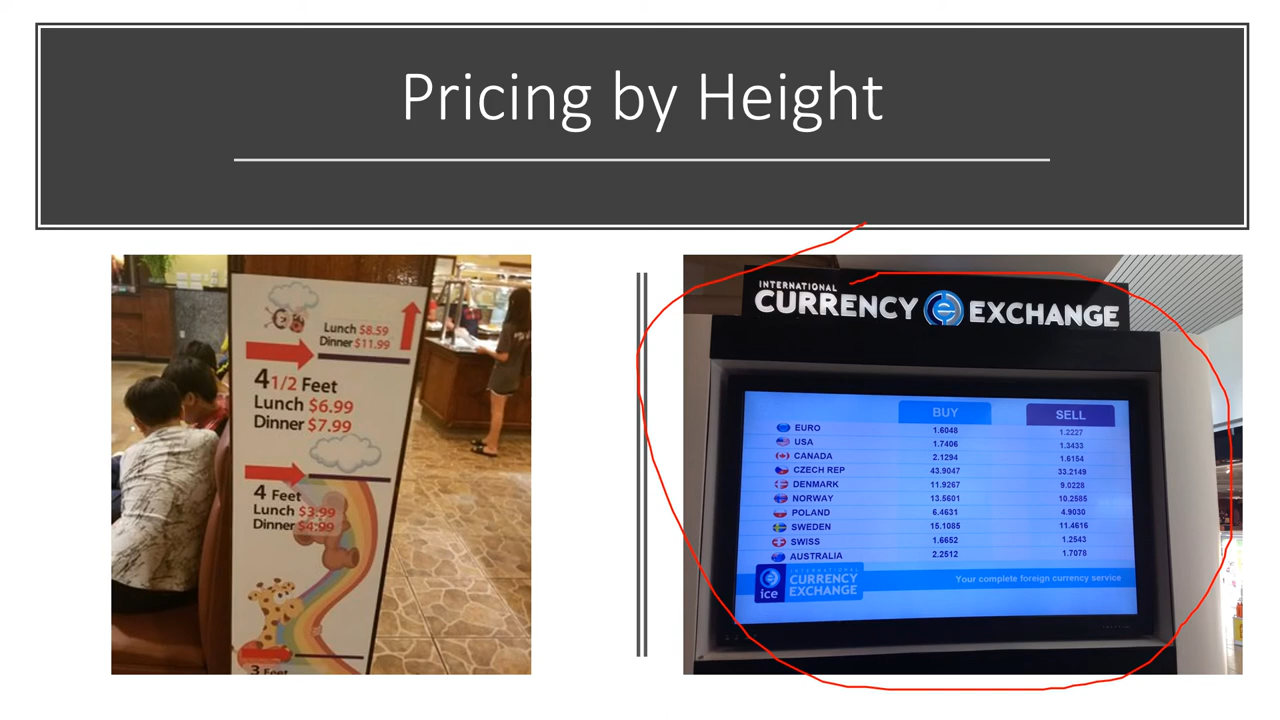 Pricing by Height
Lunch $8.59
Dinner $11.99
4 1/2 Feet
Lunch $6.99
Dinner $7.99
4 Feet
Lunch $3.99
Dinner $4.99
3 Feet
INTERNATIONAL
CURRENCY EXCHANGE
BUY SELL
EURO 1.6048 1.2227
USA 1.7406 1.3433
CANADA 2.1294 1.6154
CZECH REP 43.9047 33.2149
DENMARK 11.9267 9.0228
NORWAY 13.5601 10.2585
POLAND 6.4631 4.9030
SWEDEN 15.1085 11.4616
SWISS 1.6652 1.2543
AUSTRALIA 2.2512 1.7078
ice
INTERNATIONAL
CURRENCY
EXCHANGE
Your complete foreign currency service